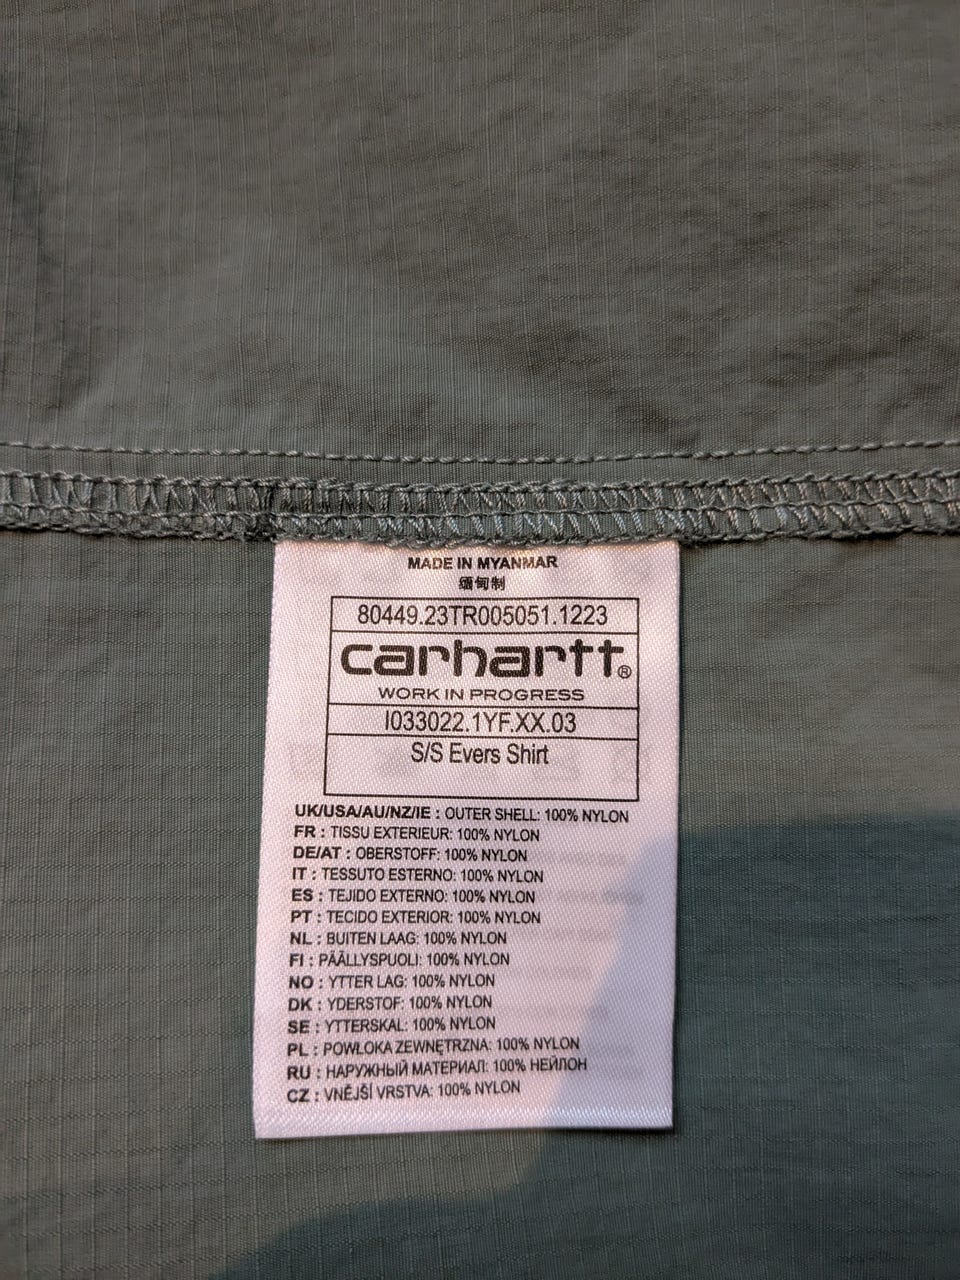 MADE IN MYANMAR
缅甸制
80449.23TR005051.1223
carhartt®
WORK IN PROGRESS
I033022.1YF.XX.03
S/S Evers Shirt
UK/USA/AU/NZ/IE : OUTER SHELL: 100% NYLON
FR : TISSU EXTERIEUR: 100% NYLON
DE/AT : OBERSTOFF: 100% NYLON
IT : TESSUTO ESTERNO: 100% NYLON
ES : TEJIDO EXTERNO: 100% NYLON
PT : TECIDO EXTERIOR: 100% NYLON
NL : BUITEN LAAG: 100% NYLON
FI : PÄÄLLYSPUOLI: 100% NYLON
NO : YTTER LAG: 100% NYLON
DK : YDERSTOF: 100% NYLON
SE : YTTERSKAL: 100% NYLON
PL : POWŁOKA ZEWNĘTRZNA: 100% NYLON
RU : НАРУЖНЫЙ МАТЕРИАЛ: 100% НЕЙЛОН
CZ : VNĚJŠÍ VRSTVA: 100% NYLON